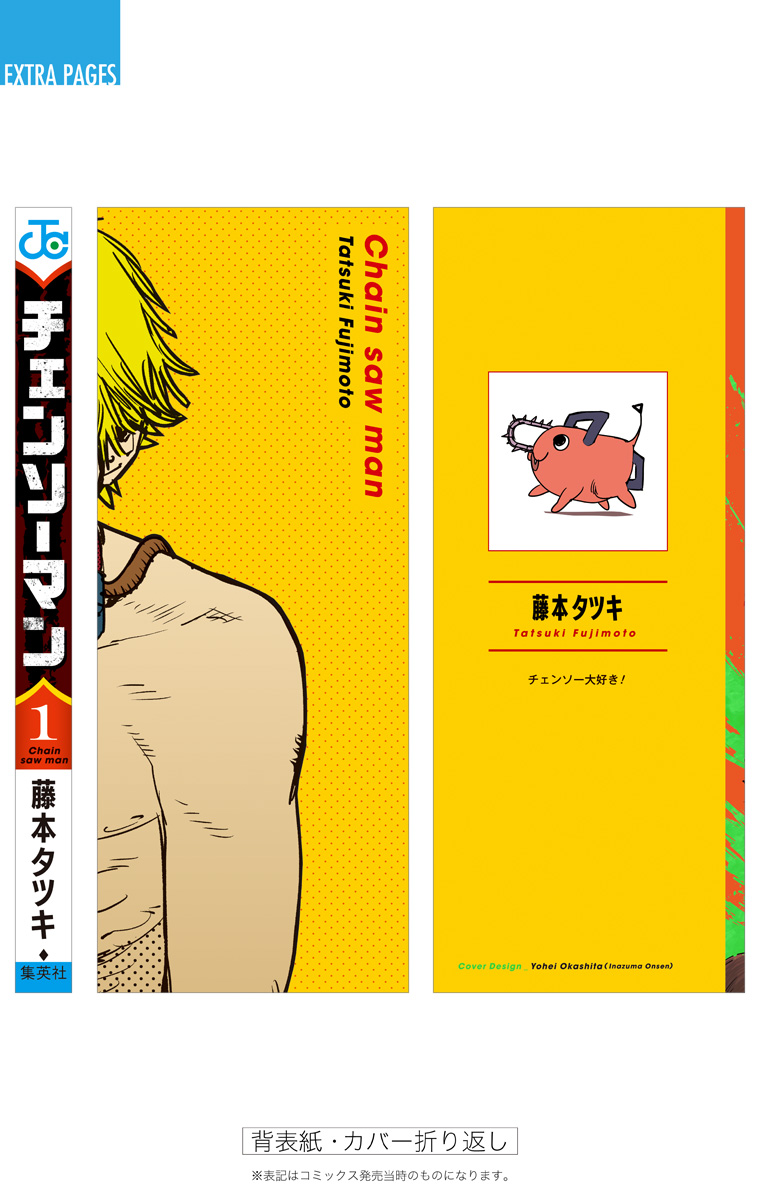 EXTRA PAGES
JC
チェンソーマン
1
Chain
saw man
藤本タツキ◆
集英社
Chain saw man
Tatsuki Fujimoto
藤本タツキ
Tatsuki Fujimoto
チェンソー大好き!
Cover Design _ Yohei Okashita(Inazuma Onsen)
背表紙・カバー折り返し
※表記はコミックス発売当時のものになります。